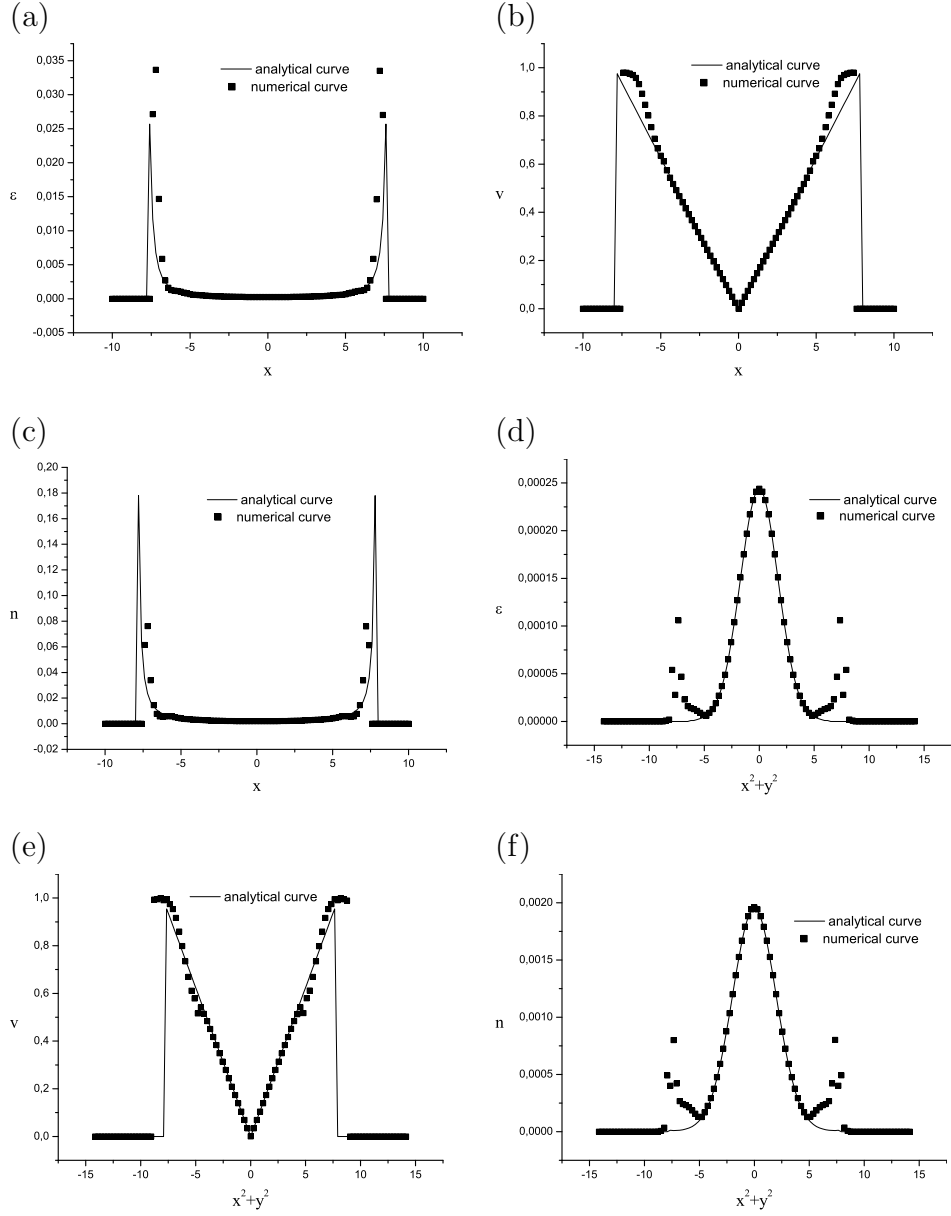 (a)
0,035
0,030
0,025
0,020
0,015
0,010
0,005
0,000
-0,005
ε
analytical curve
numerical curve
-10 -5 0 5 10
x
(b)
1,0
0,8
0,6
0,4
0,2
0,0
v
analytical curve
numerical curve
-10 -5 0 5 10
x
(c)
0,20
0,18
0,16
0,14
0,12
0,10
0,08
0,06
0,04
0,02
0,00
-0,02
n
analytical curve
numerical curve
-10 -5 0 5 10
x
(d)
0,00025
0,00020
0,00015
0,00010
0,00005
0,00000
ε
analytical curve
numerical curve
-15 -10 -5 0 5 10 15
x²+y²
(e)
1,0
0,8
0,6
0,4
0,2
0,0
v
analytical curve
-15 -10 -5 0 5 10 15
x²+y²
(f)
0,0020
0,0015
0,0010
0,0005
0,0000
n
analytical curve
numerical curve
-15 -10 -5 0 5 10 15
x²+y²